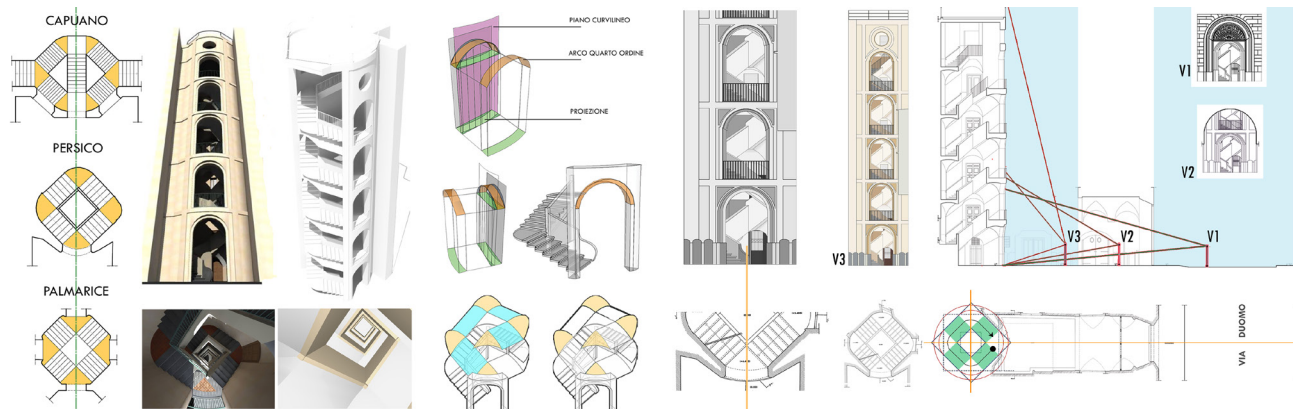 CAPUANO
PERSICO
PALMARICE
PIANO CURVILINEO
ARCO QUARTO ORDINE
PROIEZIONE
V3
V3
V2
V1
V1
V2
VIA DUOMO